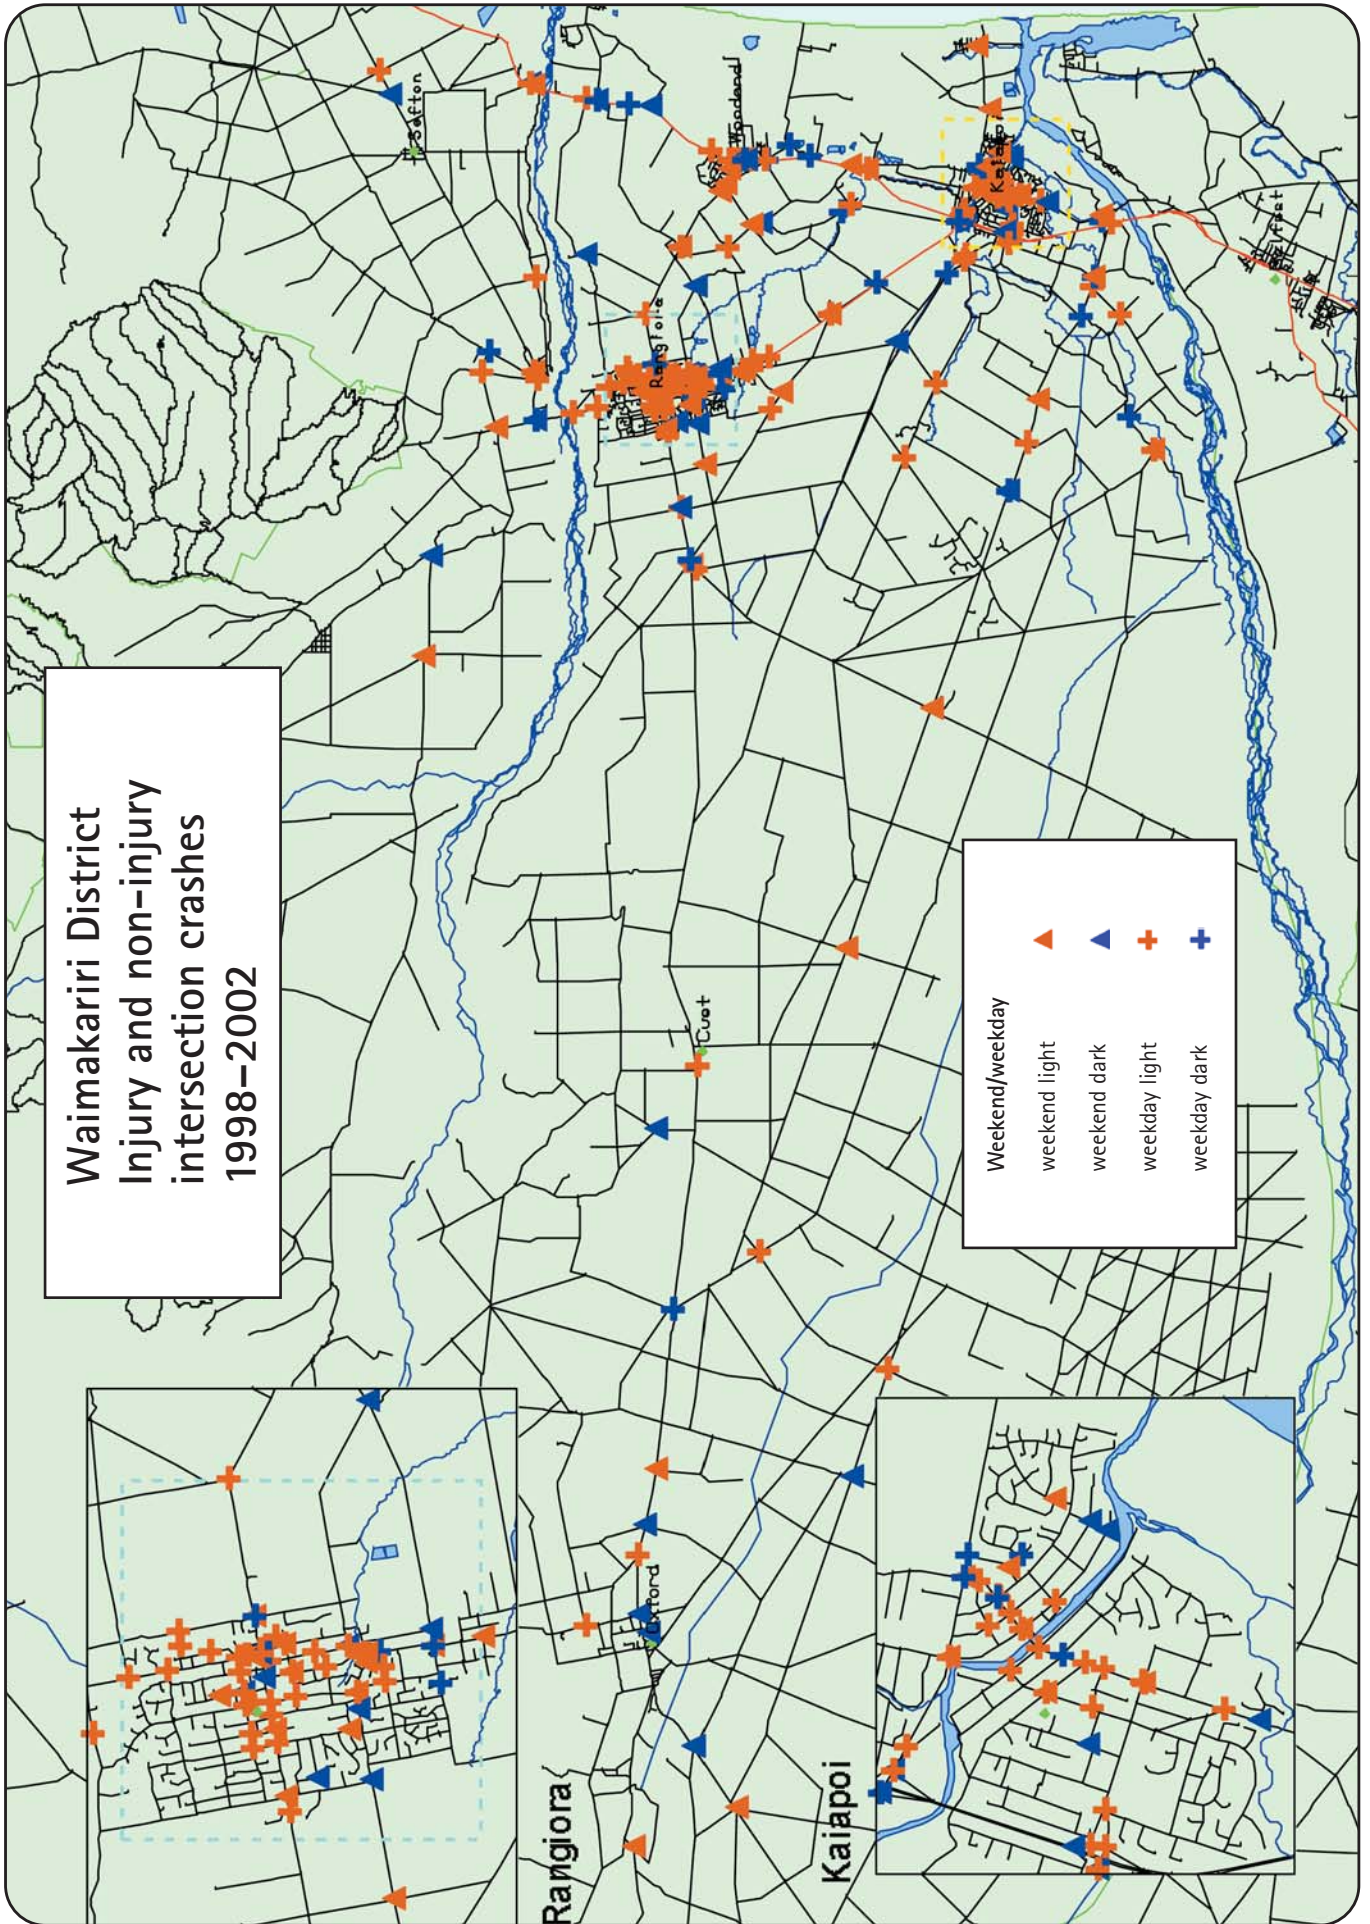 Waimakariri District
Injury and non-injury
intersection crashes
1998-2002
Sefton
Woodend
Rangiora
Kaiapoi
Belfast
Cust
Oxford
Rangiora
Kaiapoi
Weekend/weekday
weekend light
weekend dark
weekday light
weekday dark